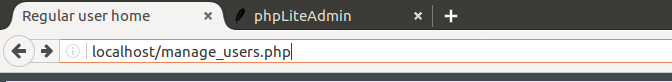 Regular user home
phpLiteAdmin
localhost/manage_users.php